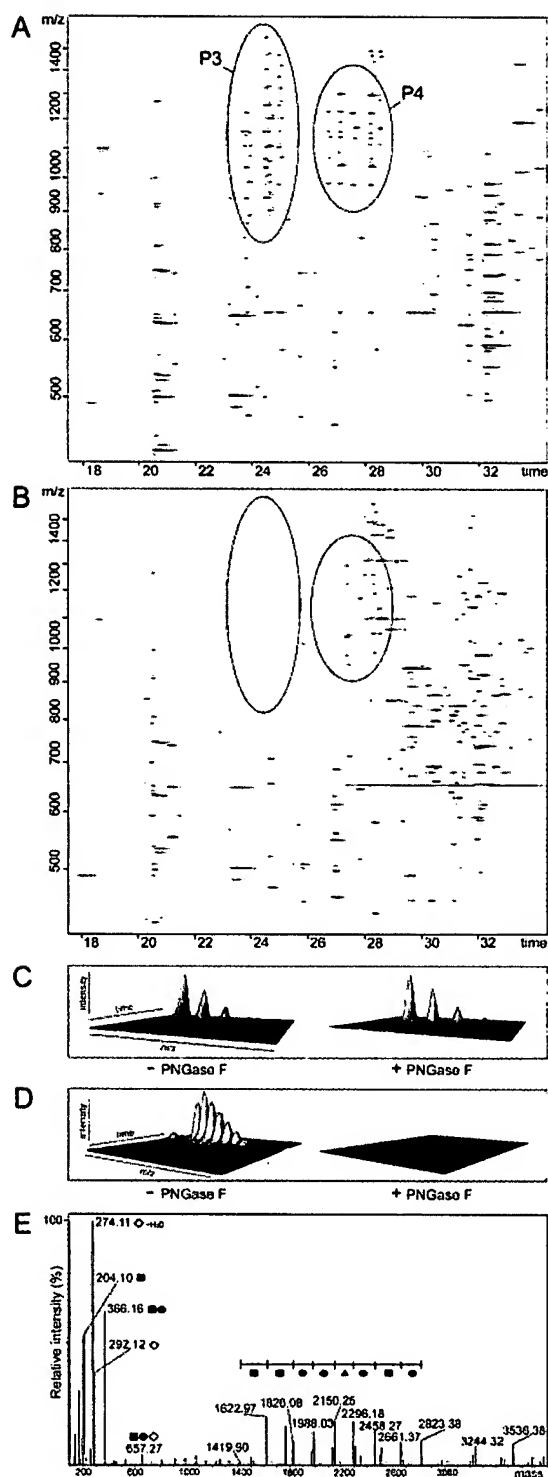 A
m/z
P3
P4
1400
1200
1000
900
800
700
600
500
18 20 22 24 26 28 30 32 time
B
m/z
1400
1200
1000
900
800
700
600
500
18 20 22 24 26 28 30 32 time
C
intensity
time
m/z
- PNGase F
+ PNGase F
D
intensity
time
m/z
- PNGase F
+ PNGase F
E
Relative intensity (%)
100
274.11 -H₂O
204.10
366.16
292.12
657.27
1419.90
1622.97
1988.03
2150.25
2296.18
2458.27
2661.37
2823.38
3244.32
3536.38
200 600 1000 1400 1800 2200 2600